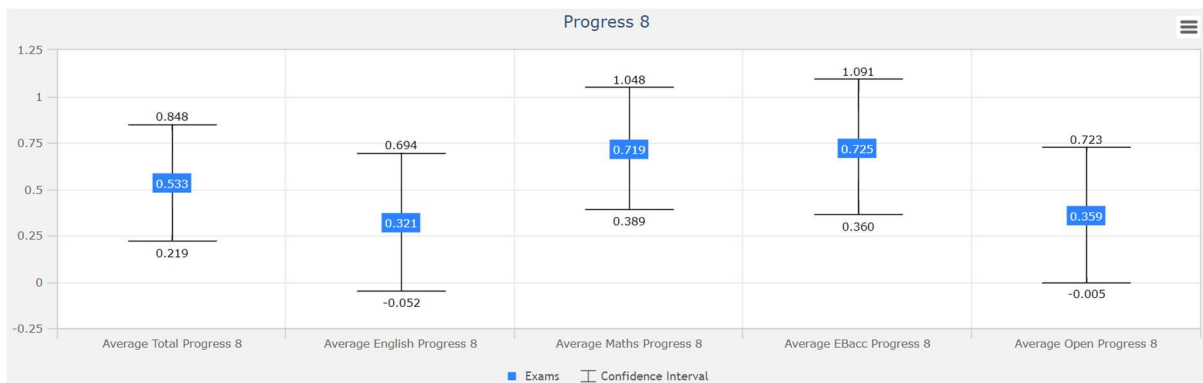 Progress 8
1.25
1
0.75
0.5
0.25
0
-0.25
0.848
0.533
0.219
0.694
0.321
-0.052
1.048
0.719
0.389
1.091
0.725
0.360
0.723
0.359
-0.005
Average Total Progress 8
Average English Progress 8
Average Maths Progress 8
Average EBacc Progress 8
Average Open Progress 8
Exams
Confidence Interval